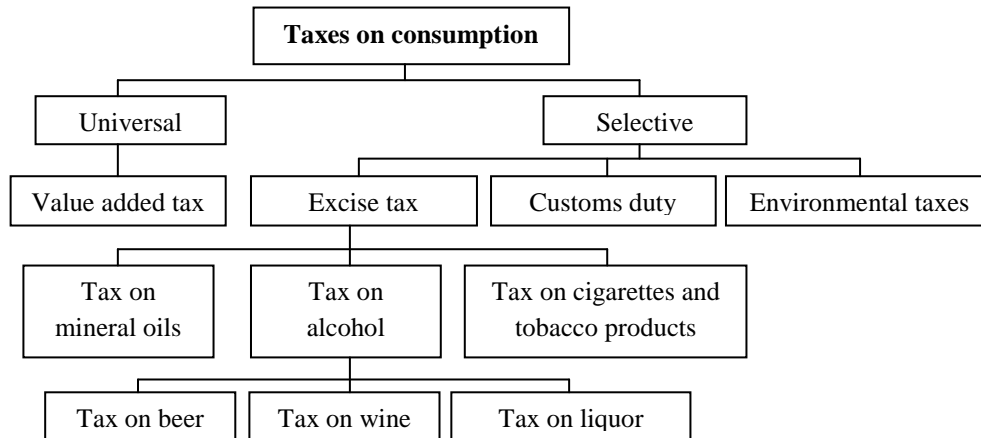 Taxes on consumption
Universal
Selective
Value added tax
Excise tax
Customs duty
Environmental taxes
Tax on
mineral oils
Tax on
alcohol
Tax on cigarettes and
tobacco products
Tax on beer
Tax on wine
Tax on liquor